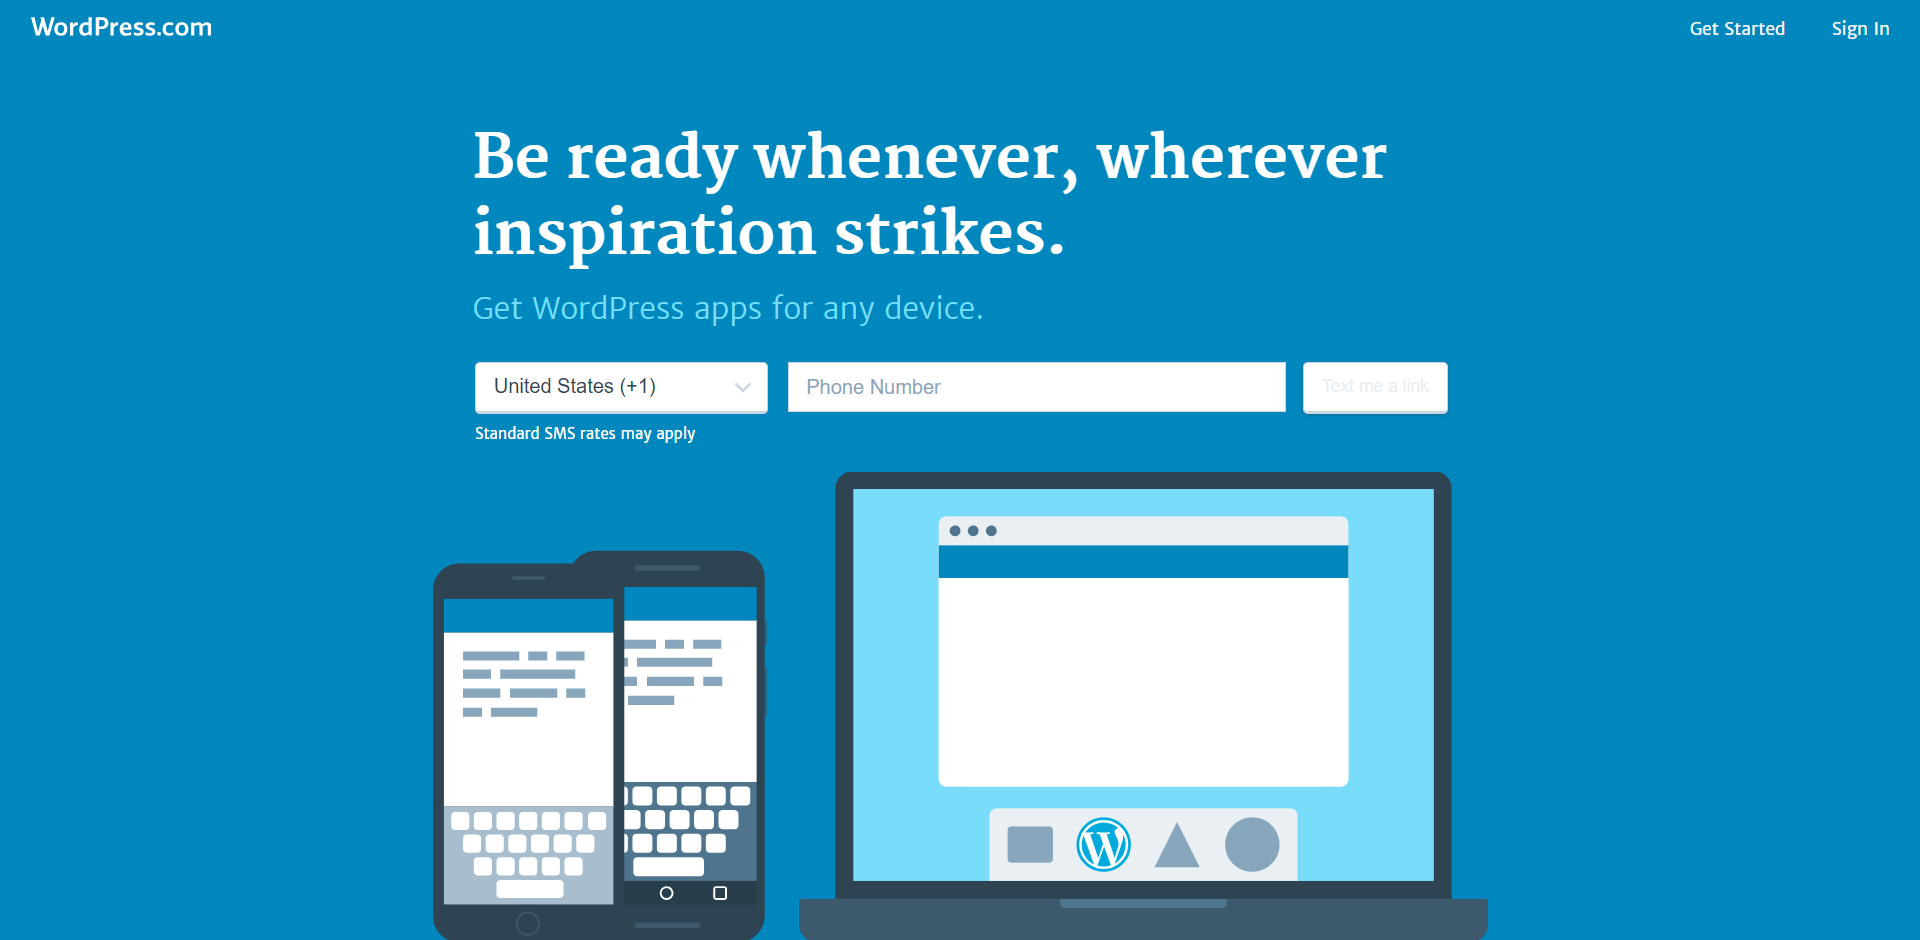 WordPress.com
Get Started
Sign In
Be ready whenever, wherever
inspiration strikes.
Get WordPress apps for any device.
United States (+1)
Phone Number
Text me a link
Standard SMS rates may apply